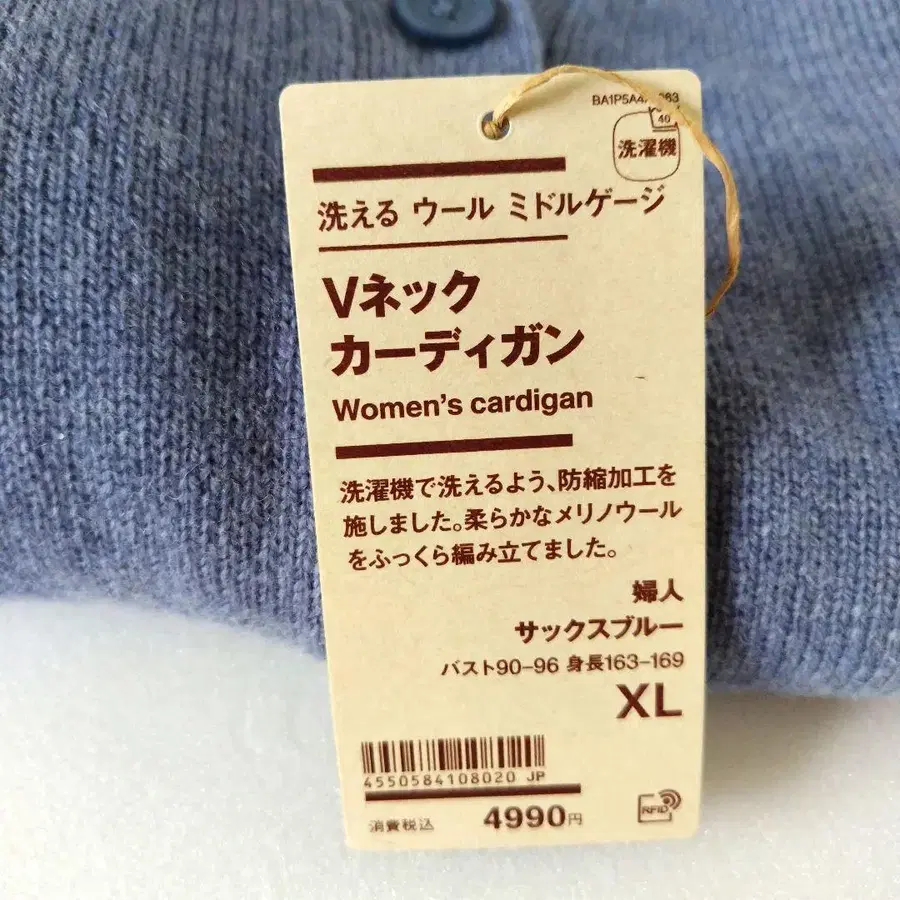 40
洗濯機
洗える ウール ミドルゲージ
Vネック
カーディガン
Women's cardigan
洗濯機で洗えるよう、防縮加工を
施しました。柔らかなメリノウール
をふっくら編み立てました。
婦人
サックスブルー
バスト90-96 身長163-169
XL
4550584108020 JP
消費税込 4990円
RFID